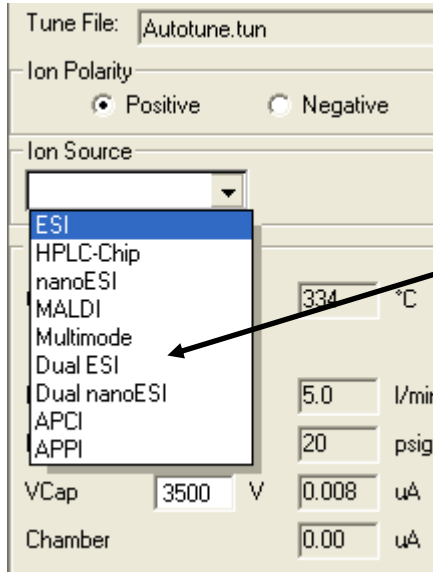 Tune File: Autotune.tun
Ion Polarity
Positive Negative
Ion Source
ESI
HPLC-Chip
nanoESI
MALDI
Multimode
Dual ESI
Dual nanoESI
APCI
APPI
334 °C
5.0 l/min
20 psig
VCap 3500 V 0.008 uA
Chamber 0.00 uA